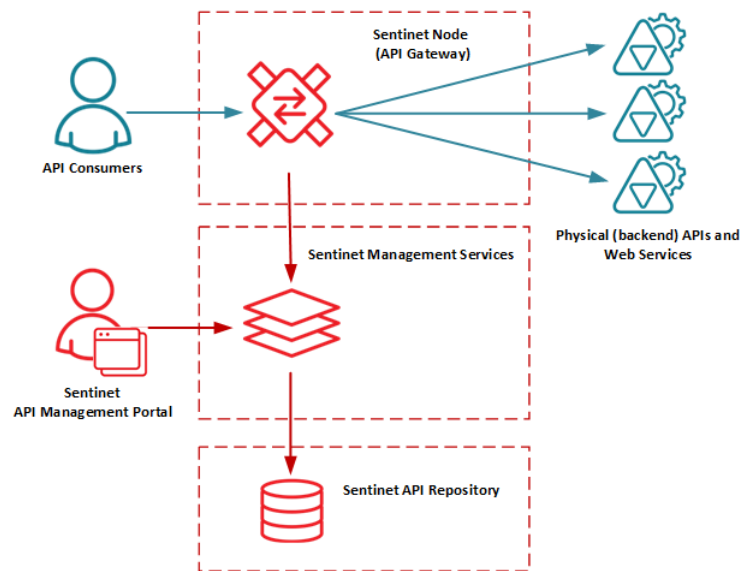 Sentinet Node
(API Gateway)
API Consumers
Physical (backend) APIs and
Web Services
Sentinet Management Services
Sentinet
API Management Portal
Sentinet API Repository